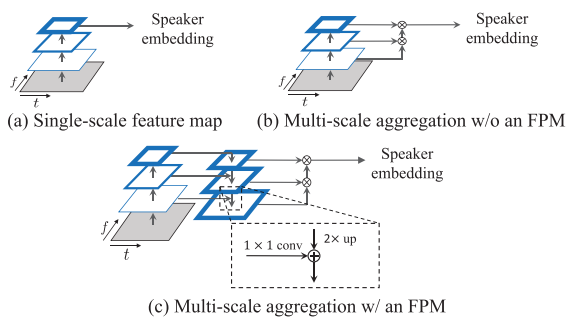 Speaker
embedding
f
t
(a) Single-scale feature map
Speaker
embedding
f
t
(b) Multi-scale aggregation w/o an FPM
Speaker
embedding
f
t
1 × 1 conv
2× up
(c) Multi-scale aggregation w/ an FPM